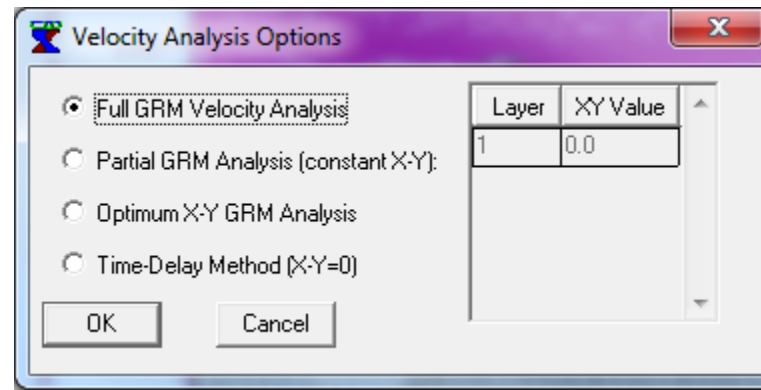 Velocity Analysis Options
X
Full GRM Velocity Analysis
Partial GRM Analysis (constant X-Y):
Optimum X-Y GRM Analysis
Time-Delay Method (X-Y=0)
OK Cancel
Layer XY Value
1 0.0